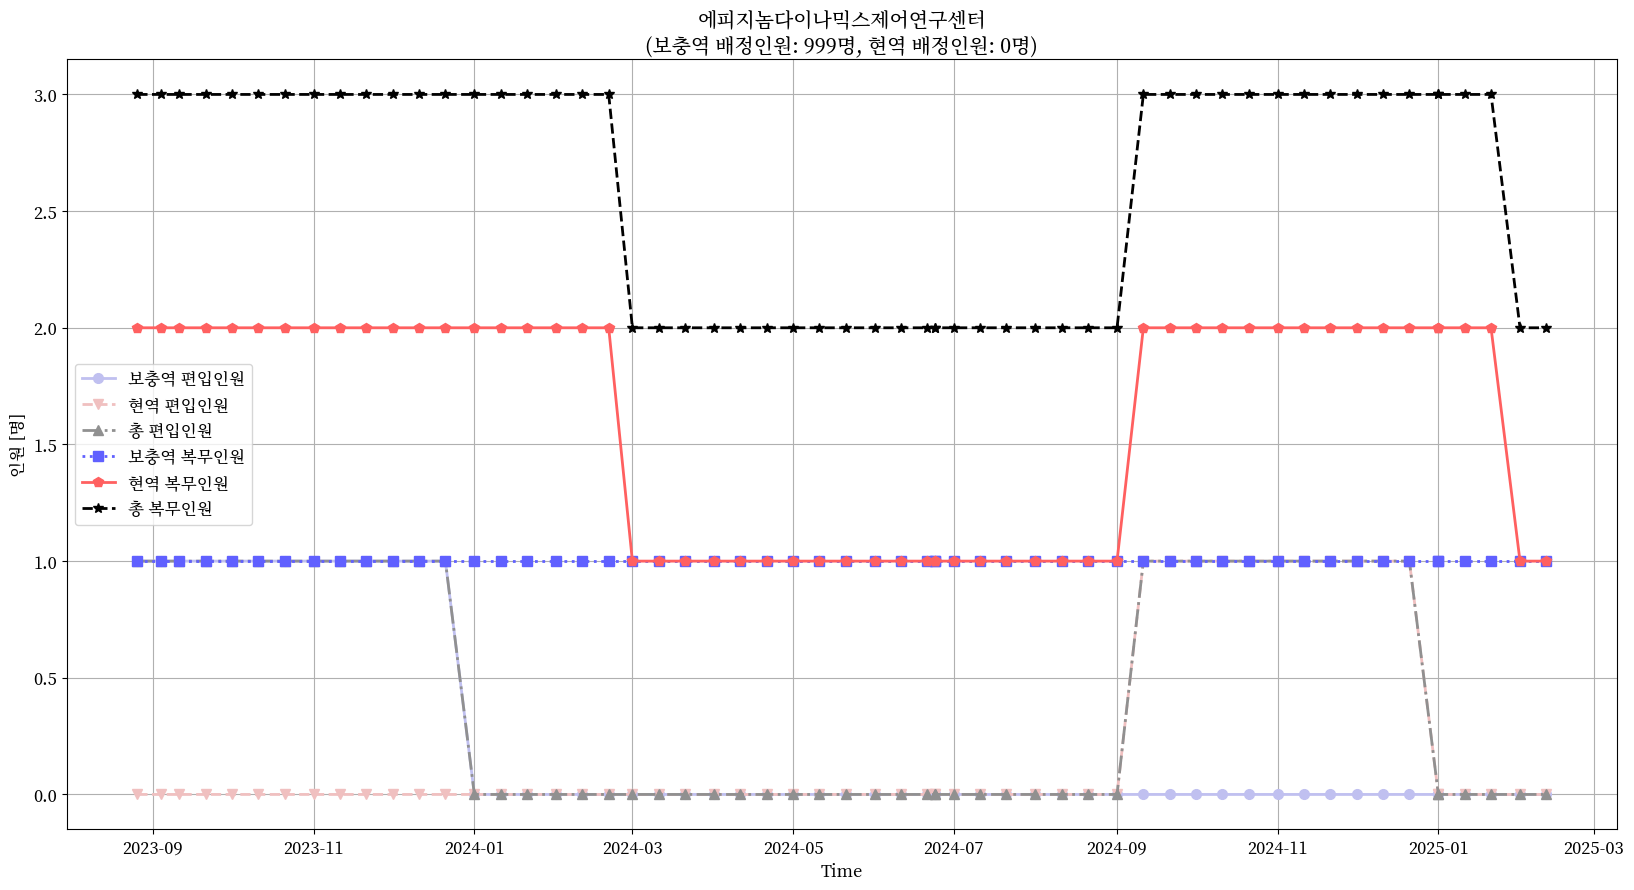 에피지놈다이나믹스제어연구센터
(보충역 배정인원: 999명, 현역 배정인원: 0명)
3.0
2.5
2.0
1.5
1.0
0.5
0.0
인원 [명]
보충역 편입인원
현역 편입인원
총 편입인원
보충역 복무인원
현역 복무인원
총 복무인원
2023-09
2023-11
2024-01
2024-03
2024-05
2024-07
2024-09
2024-11
2025-01
2025-03
Time